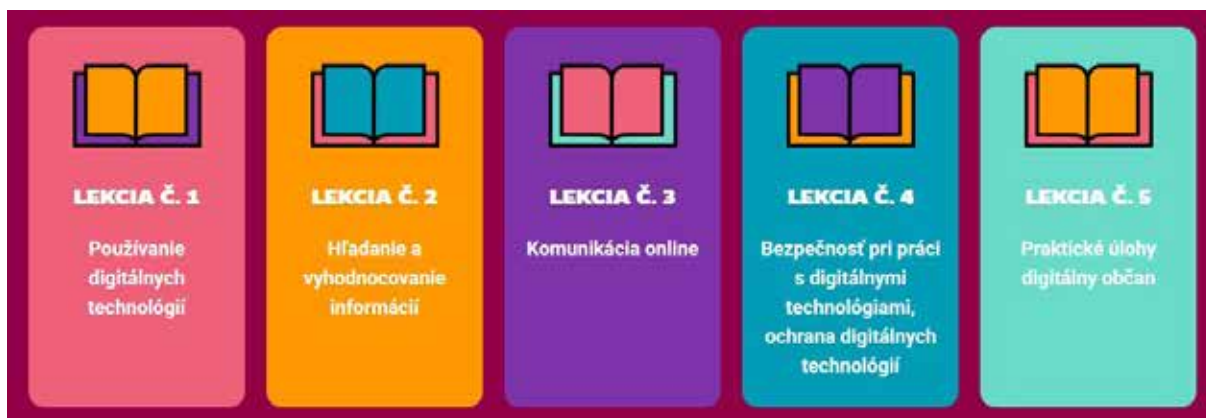 LEKCIA Č. 1
Používanie
digitálnych
technológií
LEKCIA Č. 2
Hľadanie a
vyhodnocovanie
informácií
LEKCIA Č. 3
Komunikácia online
LEKCIA Č. 4
Bezpečnosť pri práci
s digitálnymi
technológiami,
ochrana digitálnych
technológií
LEKCIA Č. 5
Praktické úlohy
digitálny občan